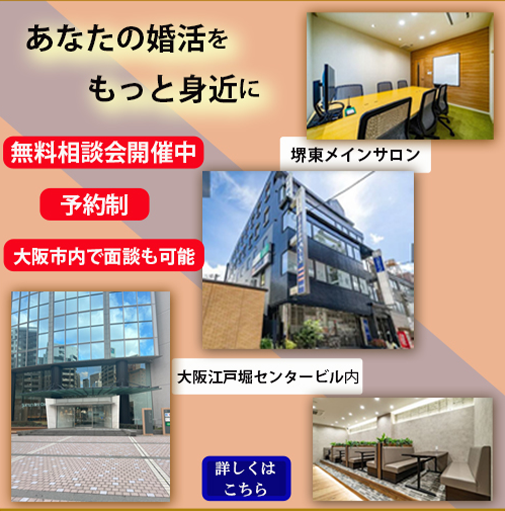 あなたの婚活を
もっと身近に
無料相談会開催中
堺東メインサロン
予約制
大阪市内で面談も可能
大阪江戸堀センタービル内
詳しくは
こちら